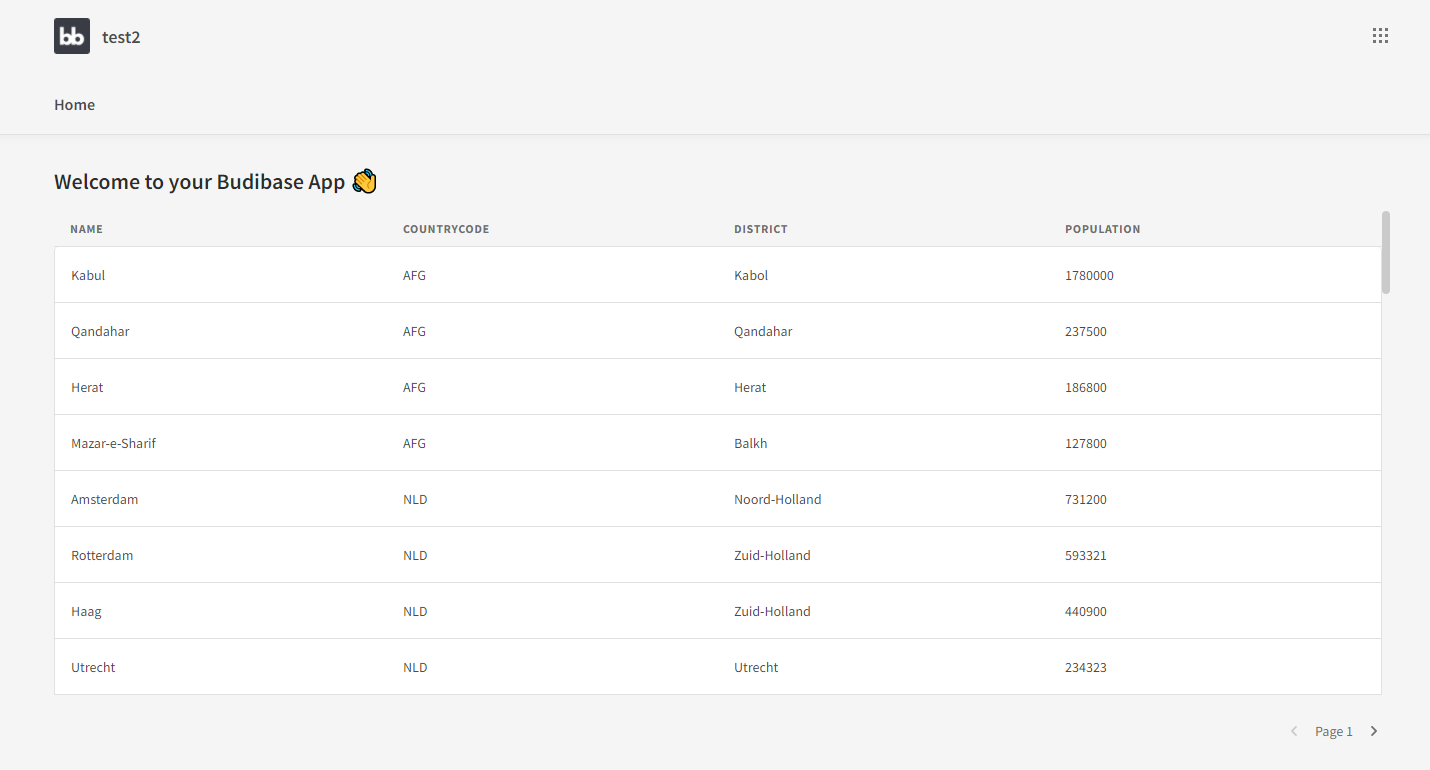 bb test2
Home
Welcome to your Budibase App 👋
NAME COUNTRYCODE DISTRICT POPULATION
Kabul AFG Kabol 1780000
Qandahar AFG Qandahar 237500
Herat AFG Herat 186800
Mazar-e-Sharif AFG Balkh 127800
Amsterdam NLD Noord-Holland 731200
Rotterdam NLD Zuid-Holland 593321
Haag NLD Zuid-Holland 440900
Utrecht NLD Utrecht 234323
Page 1